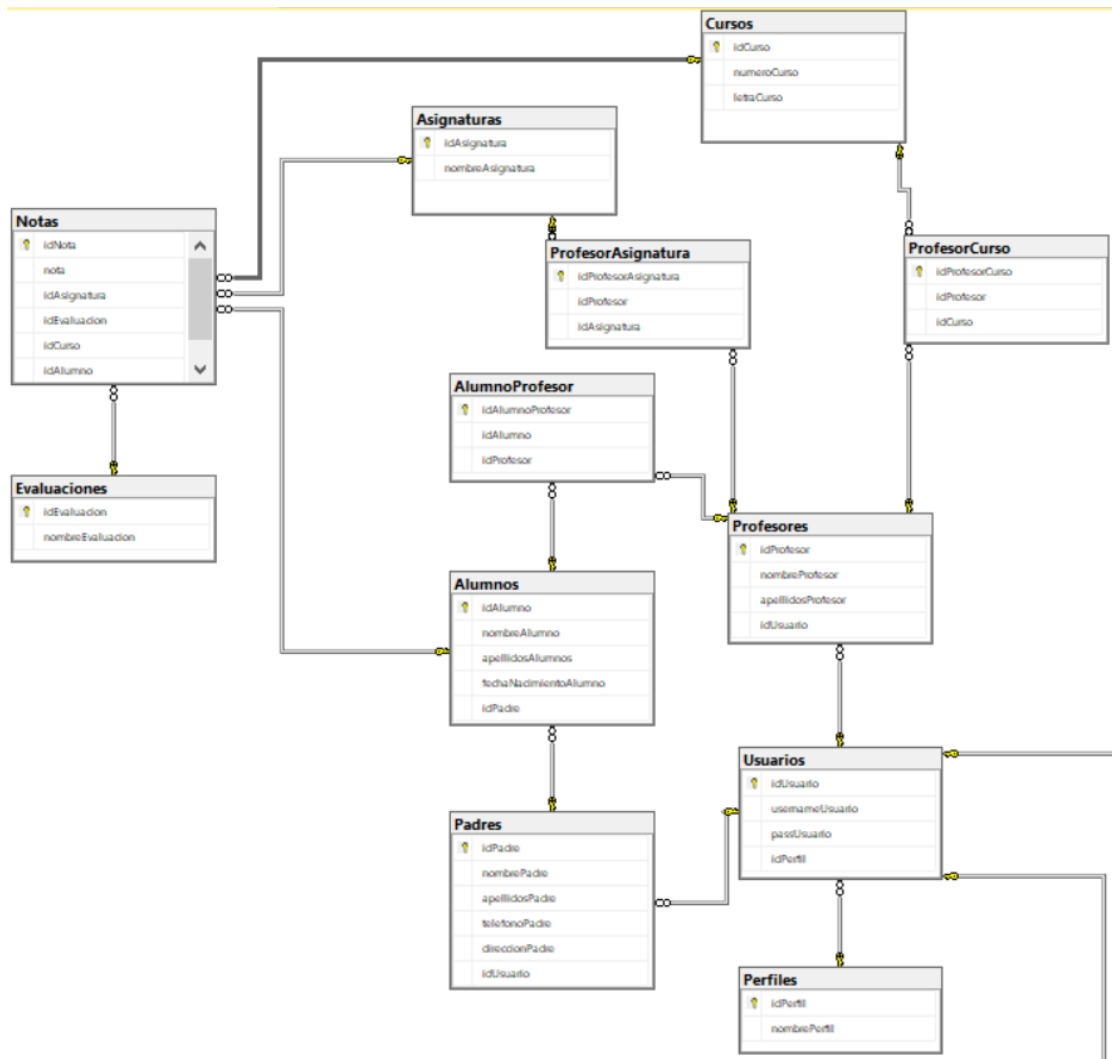 Cursos
idCurso
numeroCurso
letraCurso
Asignaturas
idAsignatura
nombreAsignatura
Notas
idNota
nota
idAsignatura
idEvaluacion
idCurso
idAlumno
ProfesorAsignatura
idProfesorAsignatura
idProfesor
idAsignatura
ProfesorCurso
idProfesorCurso
idProfesor
idCurso
AlumnoProfesor
idAlumnoProfesor
idAlumno
idProfesor
Evaluaciones
idEvaluacion
nombreEvaluacion
Profesores
idProfesor
nombreProfesor
apellidosProfesor
idUsuario
Alumnos
idAlumno
nombreAlumno
apellidosAlumnos
fechaNacimientoAlumno
idPadre
Usuarios
idUsuario
usernameUsuario
passUsuario
idPerfil
Padres
idPadre
nombrePadre
apellidosPadre
telefonoPadre
direccionPadre
idUsuario
Perfiles
idPerfil
nombrePerfil